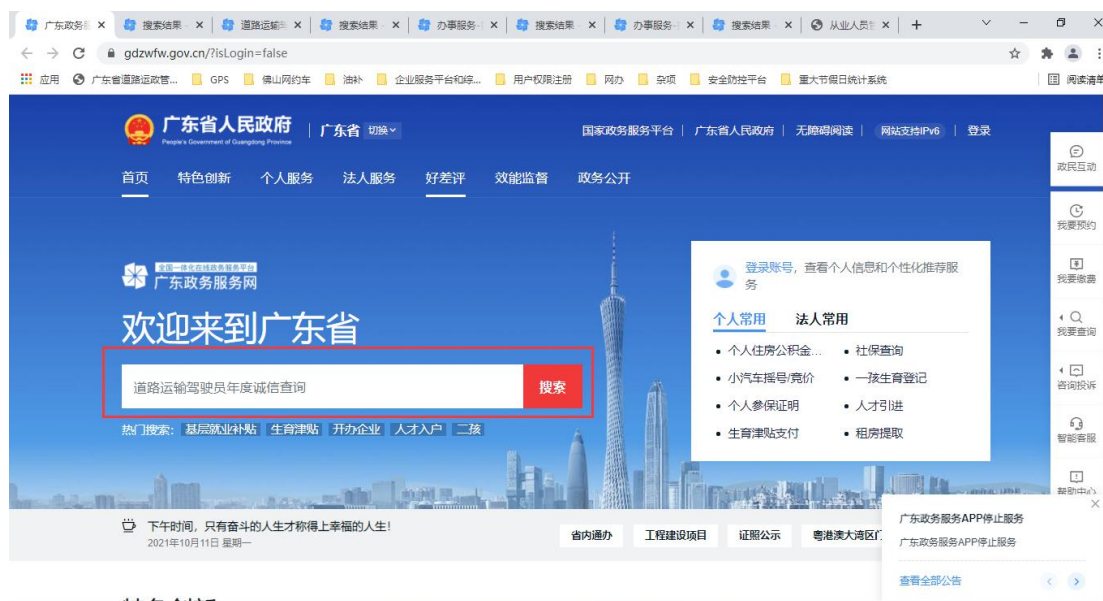 广东政务服 × 搜索结果 - × 道路运输驾 × 搜索结果 - × 办事服务-广 × 搜索结果 - × 办事服务-广 × 搜索结果 - × 从业人员 × +
gdzwfw.gov.cn/?isLogin=false
应用 广东省道路运政管... GPS 佛山网约车 油补 企业服务平台和综... 用户权限注册 网办 杂项 安全防控平台 重大节假日统计系统 阅读清单
广东省人民政府 广东省 切换 国家政务服务平台 | 广东省人民政府 | 无障碍阅读 | 网站支持IPv6 | 登录
People's Government of Guangdong Province
首页 特色创新 个人服务 法人服务 好差评 效能监督 政务公开
政民互动
我要预约
我要缴费
我要查询
咨询投诉
智能客服
帮助中心
全国一体化在线政务服务平台
广东政务服务网
欢迎来到广东省
道路运输驾驶员年度诚信查询 搜索
热门搜索: 基层就业补贴 生育津贴 开办企业 人才入户 二孩
登录账号，查看个人信息和个性化推荐服
务
个人常用 法人常用
• 个人住房公积金... • 社保查询
• 小汽车摇号/竞价 • 一孩生育登记
• 个人参保证明 • 人才引进
• 生育津贴支付 • 租房提取
下午时间，只有奋斗的人生才称得上幸福的人生！
2021年10月11日 星期一
省内通办 工程建设项目 证照公示 粤港澳大湾区
广东政务服务APP停止服务
广东政务服务APP停止服务
查看全部公告